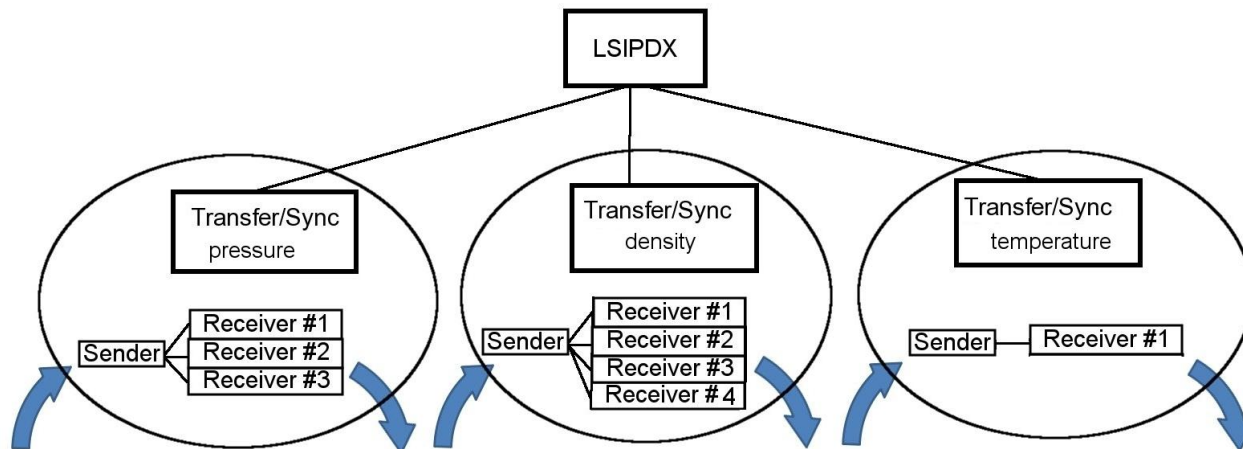 LSIPDX
Transfer/Sync
pressure
Sender
Receiver #1
Receiver #2
Receiver #3
Transfer/Sync
density
Sender
Receiver #1
Receiver #2
Receiver #3
Receiver #4
Transfer/Sync
temperature
Sender
Receiver #1